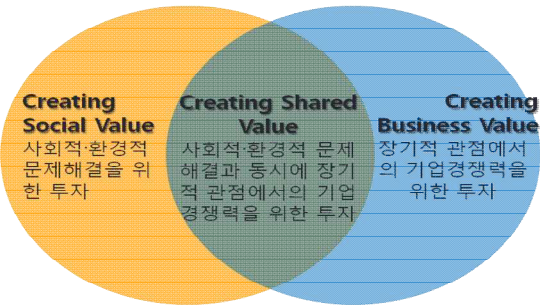 Creating
Social Value
사회적·환경적
문제해결을 위
한 투자
Creating Shared
Value
사회적·환경적 문제
해결과 동시에 장기
적 관점에서의 기업
경쟁력을 위한 투자
Creating
Business Value
장기적 관점에서
의 기업경쟁력을
위한 투자